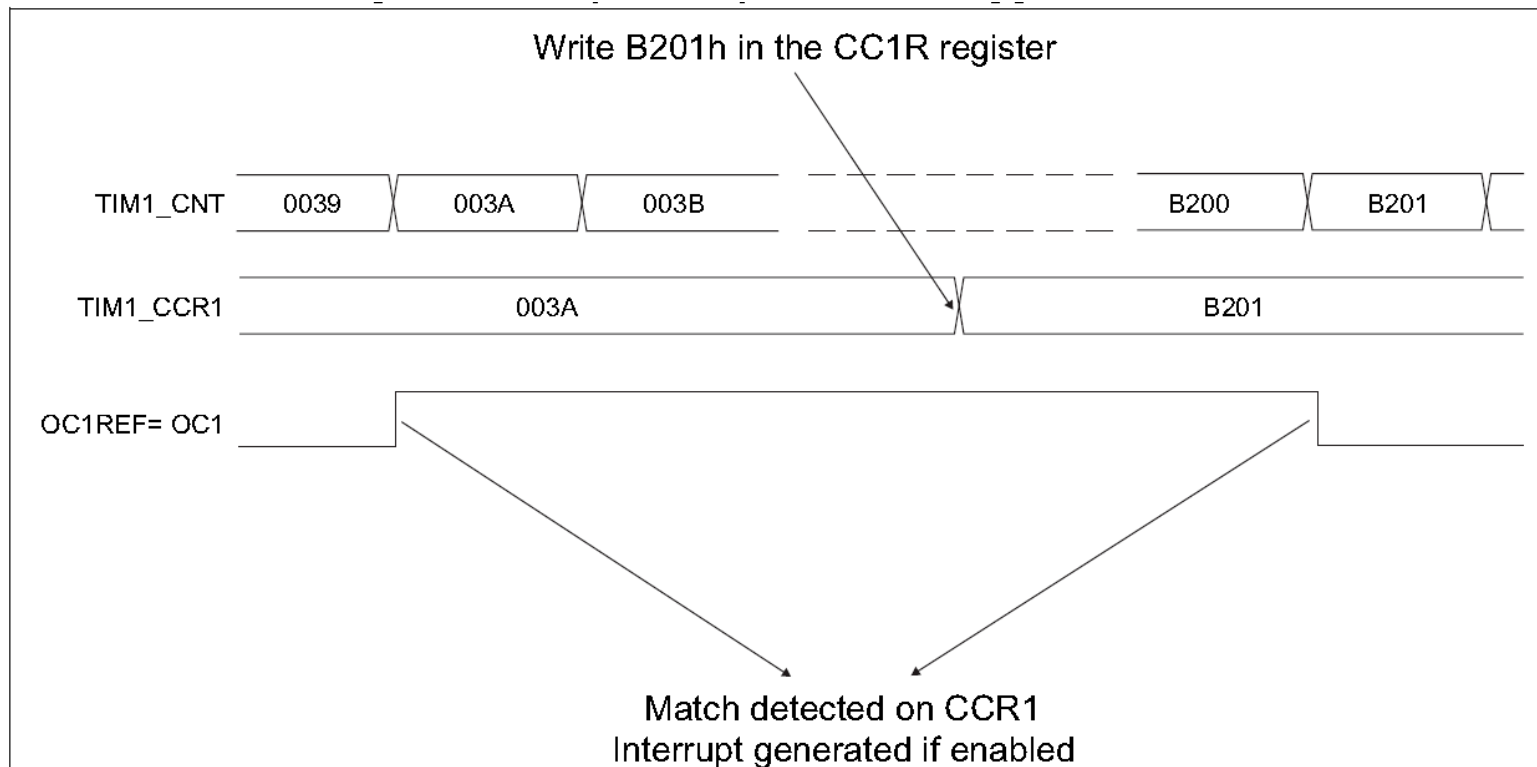 Write B201h in the CC1R register
TIM1_CNT 0039 003A 003B B200 B201
TIM1_CCR1 003A B201
OC1REF= OC1
Match detected on CCR1
Interrupt generated if enabled